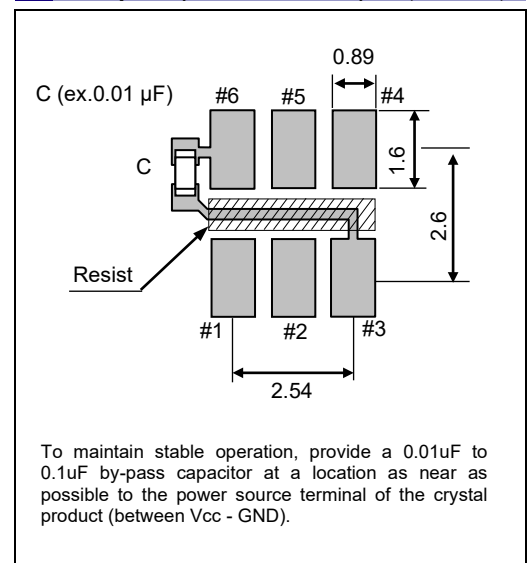 0.89
C (ex.0.01 µF)
#6
#5
#4
C
1.6
2.6
Resist
#1
#2
#3
2.54
To maintain stable operation, provide a 0.01uF to
0.1uF by-pass capacitor at a location as near as
possible to the power source terminal of the crystal
product (between Vcc - GND).